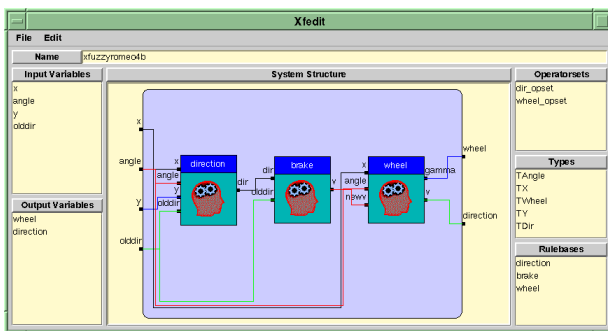 Xfedit
File Edit
Name xfuzzyromeo4b
Input Variables
x
angle
y
olddir
Output Variables
wheel
direction
System Structure
x
angle
y
olddir
direction
x
angle
y
olddir
dir
brake
dir
olddir
v
wheel
x
angle
newv
gamma
v
wheel
direction
Operatorsets
dir_opset
wheel_opset
Types
TAngle
TX
TWheel
TY
TDir
Rulebases
direction
brake
wheel